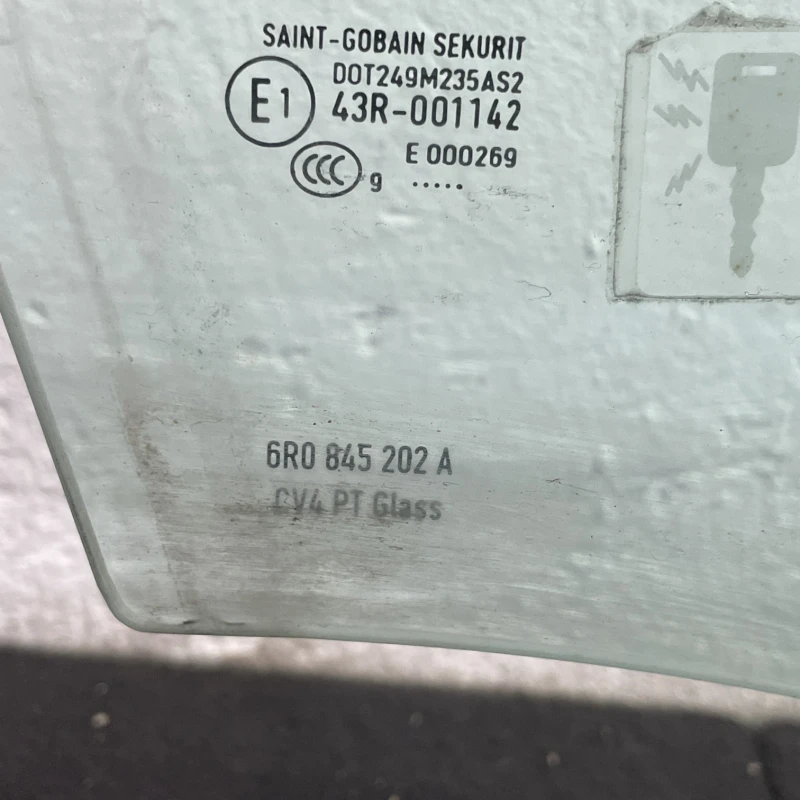 SAINT-GOBAIN SEKURIT
DOT249M235AS2
E1 43R-001142
E 000269
CCC g .....
6R0 845 202 A
CV4 PT Glass